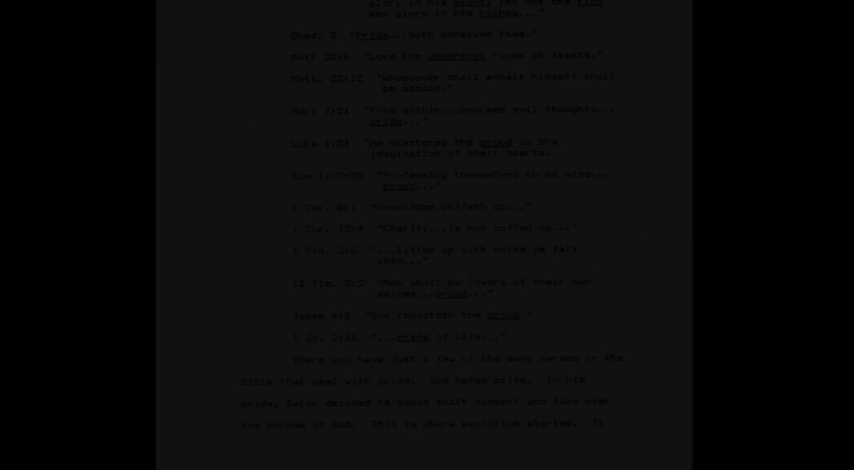 glory in his might; let not the rich
man glory in his riches..."
Obed. 3 "Pride...hath deceived thee."
Matt 23:6 "Love the uppermost rooms at feasts."
Matt. 23:12 "Whosoever shall exhalt himself shall
be abased."
Mark 7:21 "From within...proceed evil thoughts...
pride..."
Luke 1:51 "He scattered the proud in the
imagination of their hearts.
Rom 1:22-30 "Professing themselves to be wise...
proud..."
I Cor. 8:1 "Knowledge puffeth up..."
I Cor. 13:4 "Charity...is not puffed up..."
I Tim. 3:6 "...lifted up with pride ye fall
into..."
II Tim. 3:2 "Men shall be lovers of their own
selves...proud..."
James 4:6 "God resisteth the proud."
I Jn. 2:16 "...pride of life..."
There you have just a few of the many verses in the
Bible that deal with pride. God hates pride. In his
pride, Satan decided he would exalt himself and take over
the throne of God. This is where evolution started. It